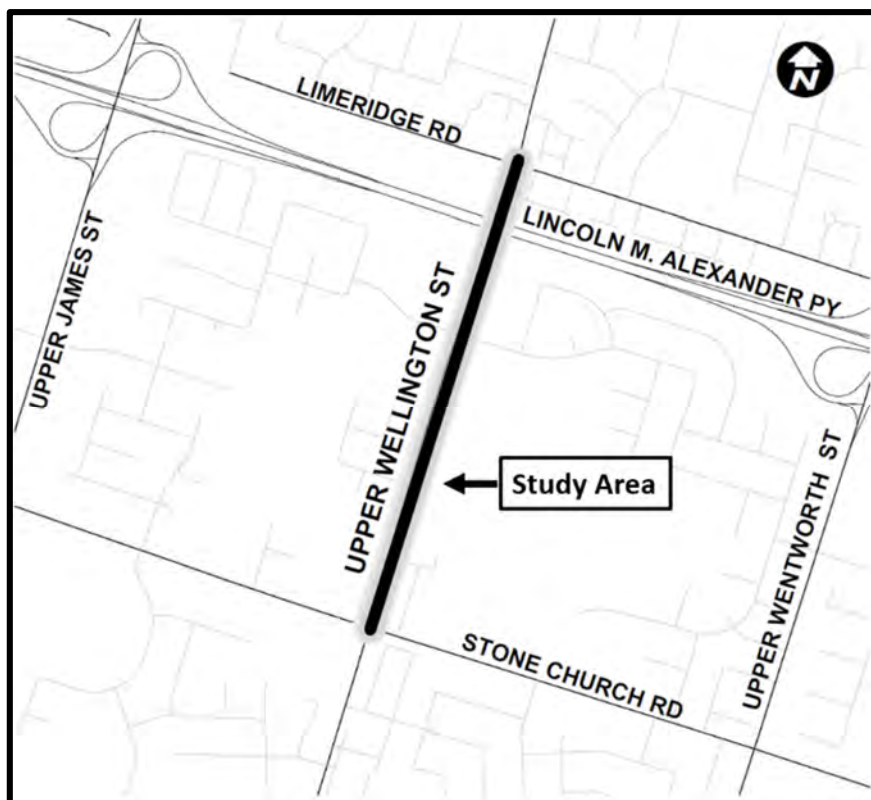 N
LIMERIDGE RD
LINCOLN M. ALEXANDER PY
UPPER JAMES ST
UPPER WELLINGTON ST
Study Area
UPPER WENTWORTH ST
STONE CHURCH RD